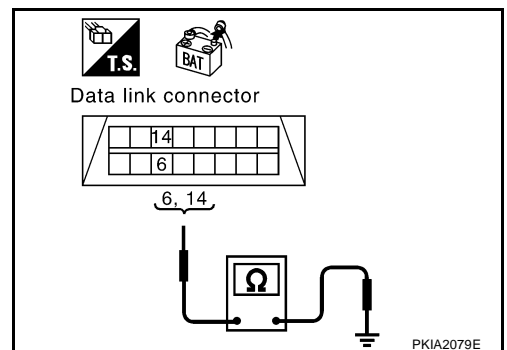 T.S.
BAT
Data link connector
14
6
6, 14
Ω
PKIA2079E